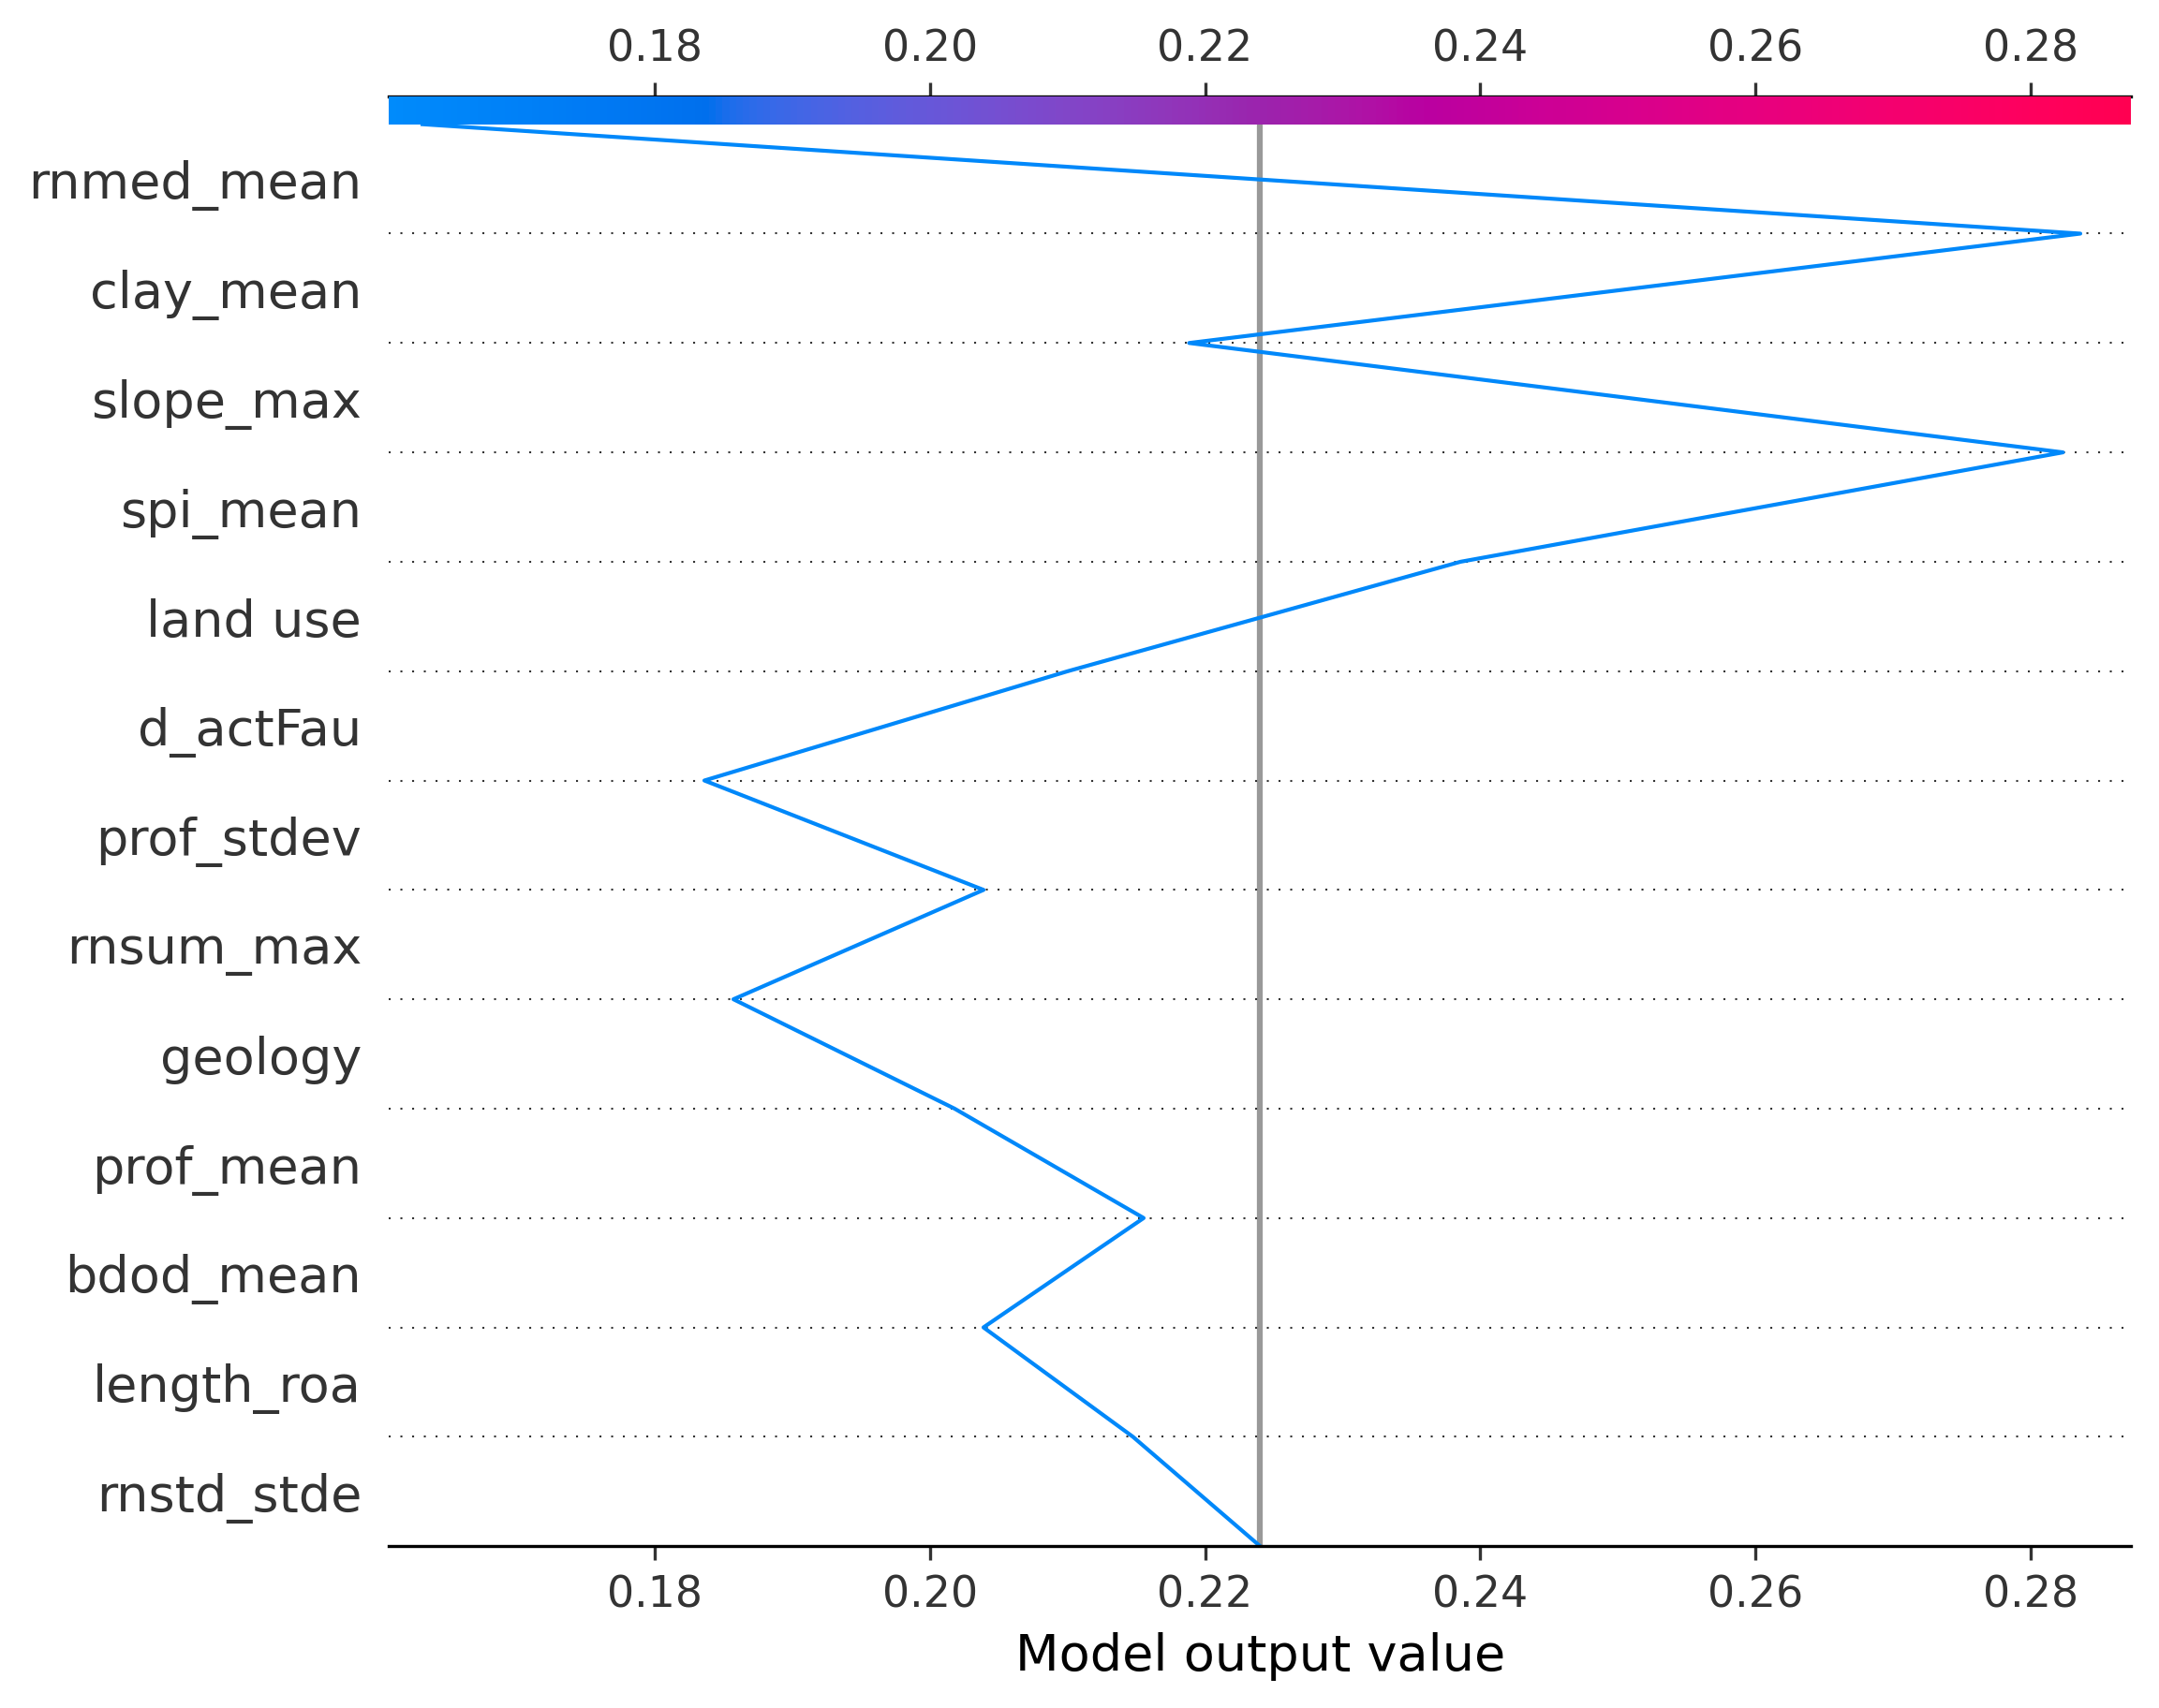 0.18 0.20 0.22 0.24 0.26 0.28
rnmed_mean
clay_mean
slope_max
spi_mean
land use
d_actFau
prof_stdev
rnsum_max
geology
prof_mean
bdod_mean
length_roa
rnstd_stde
0.18 0.20 0.22 0.24 0.26 0.28
Model output value